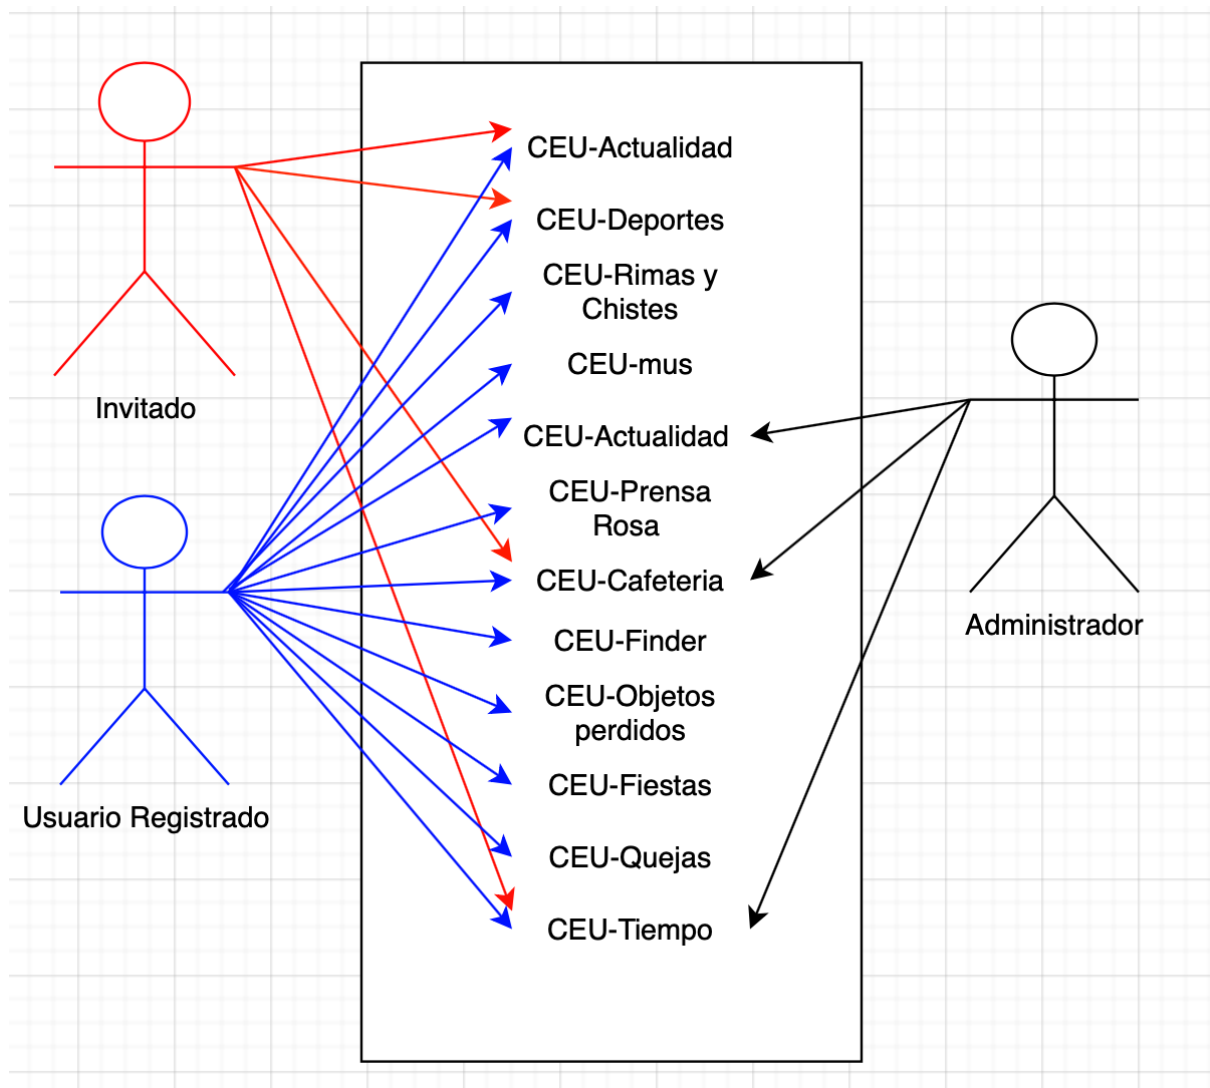 CEU-Actualidad
CEU-Deportes
CEU-Rimas y
Chistes
CEU-mus
CEU-Actualidad
CEU-Prensa
Rosa
CEU-Cafeteria
CEU-Finder
CEU-Objetos
perdidos
CEU-Fiestas
CEU-Quejas
CEU-Tiempo
Invitado
Usuario Registrado
Administrador